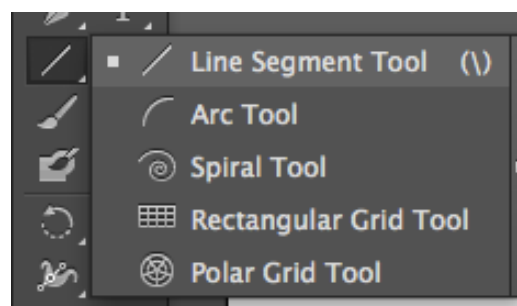 Line Segment Tool (\)
Arc Tool
Spiral Tool
Rectangular Grid Tool
Polar Grid Tool